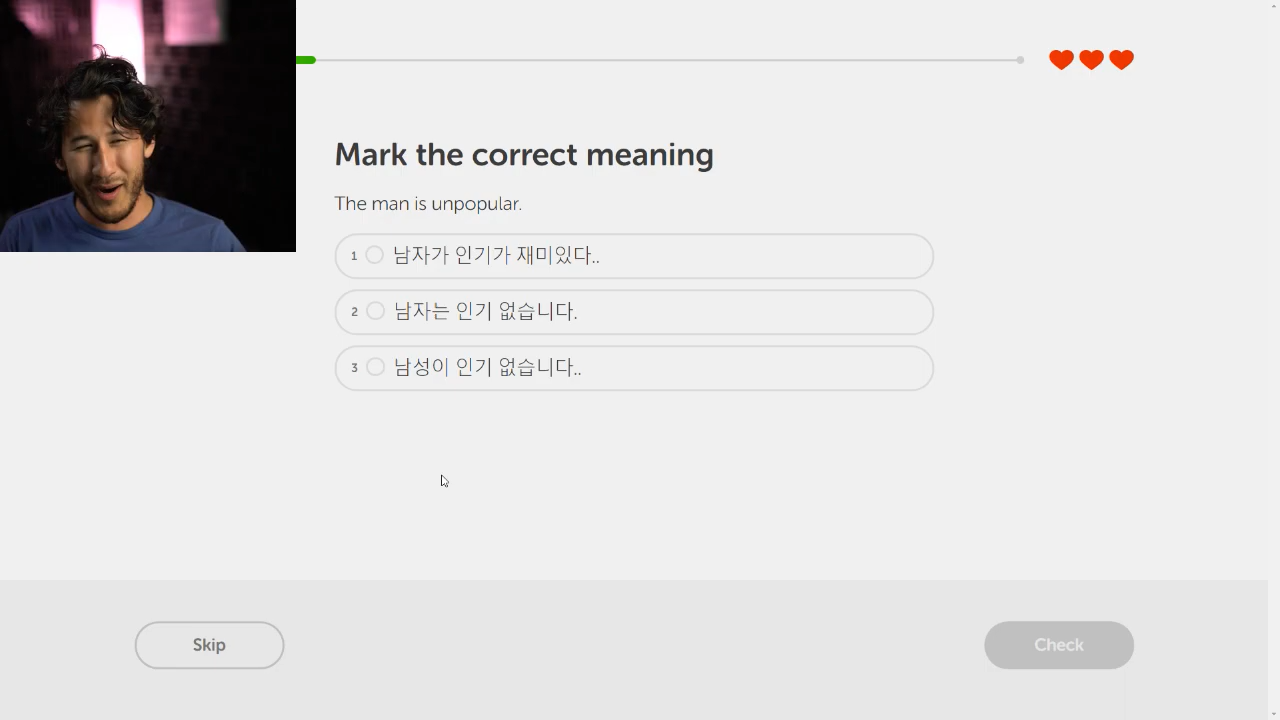 Mark the correct meaning
The man is unpopular.
1 남자가 인기가 재미있다..
2 남자는 인기 없습니다.
3 남성이 인기 없습니다..
Skip
Check